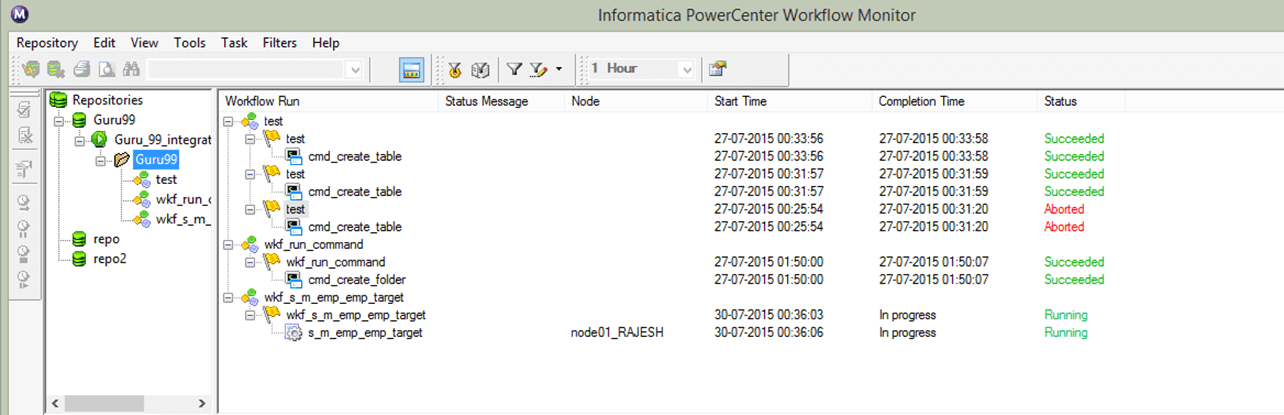 M Informatica PowerCenter Workflow Monitor
Repository Edit View Tools Task Filters Help
1 Hour
Repositories
Guru99
Guru_99_integrat
Guru99
test
wkf_run_c
wkf_s_m_
repo
repo2
Workflow Run Status Message Node Start Time Completion Time Status
test
test 27-07-2015 00:33:56 27-07-2015 00:33:58 Succeeded
cmd_create_table 27-07-2015 00:33:56 27-07-2015 00:33:58 Succeeded
test 27-07-2015 00:31:57 27-07-2015 00:31:59 Succeeded
cmd_create_table 27-07-2015 00:31:57 27-07-2015 00:31:59 Succeeded
test 27-07-2015 00:25:54 27-07-2015 00:31:20 Aborted
cmd_create_table 27-07-2015 00:25:54 27-07-2015 00:31:20 Aborted
wkf_run_command
wkf_run_command 27-07-2015 01:50:00 27-07-2015 01:50:07 Succeeded
cmd_create_folder 27-07-2015 01:50:00 27-07-2015 01:50:07 Succeeded
wkf_s_m_emp_emp_target
wkf_s_m_emp_emp_target 30-07-2015 00:36:03 In progress Running
s_m_emp_emp_target node01_RAJESH 30-07-2015 00:36:06 In progress Running